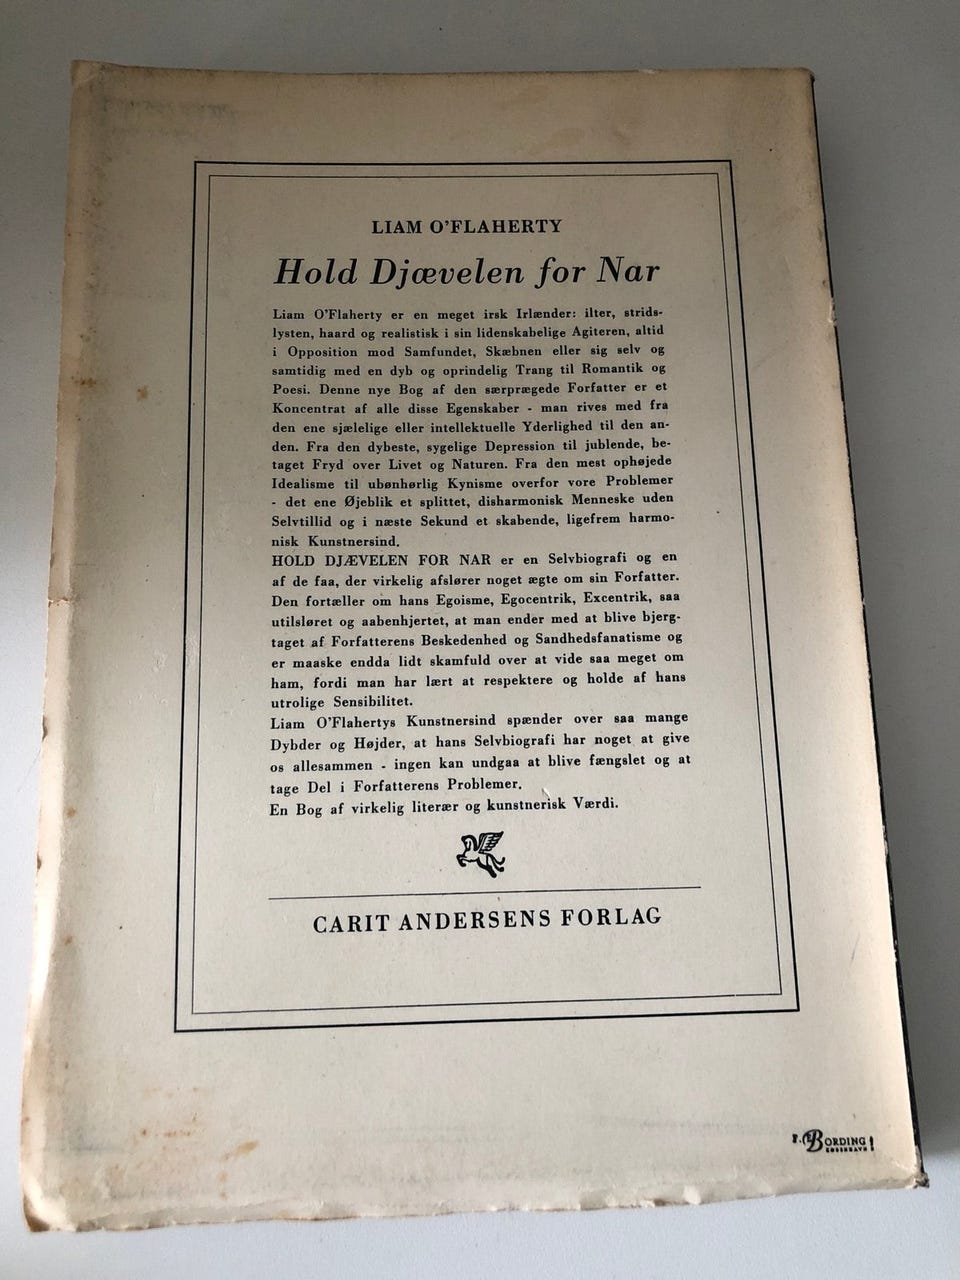 LIAM O'FLAHERTY
Hold Djævelen for Nar
Liam O'Flaherty er en meget irsk Irlænder: ilter, strids-
lysten, haard og realistisk i sin lidenskabelige Agiteren, altid
i Opposition mod Samfundet, Skæbnen eller sig selv og
samtidig med en dyb og oprindelig Trang til Romantik og
Poesi. Denne nye Bog af den særprægede Forfatter er et
Koncentrat af alle disse Egenskaber - man rives med fra
den ene sjælelige eller intellektuelle Yderlighed til den an-
den. Fra den dybeste, sygelige Depression til jublende, be-
taget Fryd over Livet og Naturen. Fra den mest ophøjede
Idealisme til ubønhørlig Kynisme overfor vore Problemer
- det ene Øjeblik et splittet, disharmonisk Menneske uden
Selvtillid og i næste Sekund et skabende, ligefrem harmo-
nisk Kunstnersind.
HOLD DJÆVELEN FOR NAR er en Selvbiografi og en
af de faa, der virkelig afslører noget ægte om sin Forfatter.
Den fortæller om hans Egoisme, Egocentrik, Excentrik, saa
utilsløret og aabenhjertet, at man ender med at blive bjerg-
taget af Forfatterens Beskedenhed og Sandhedsfanatisme og
er maaske endda lidt skamfuld over at vide saa meget om
ham, fordi man har lært at respektere og holde af hans
utrolige Sensibilitet.
Liam O'Flahertys Kunstnersind spænder over saa mange
Dybder og Højder, at hans Selvbiografi har noget at give
os allesammen - ingen kan undgaa at blive fængslet og at
tage Del i Forfatterens Problemer.
En Bog af virkelig literær og kunstnerisk Værdi.
CARIT ANDERSENS FORLAG
F. E. BORDING
KØBENHAVN